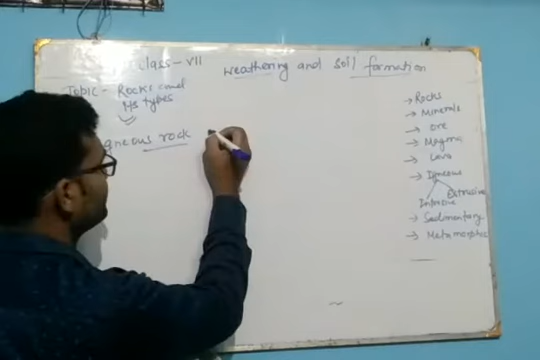 Class-VII
weathering and soil formation
Topic - Rocks and
its types
gneous rock
→ Rocks
→ Minerals
→ Ore
→ Magma
→ Lava
→ Igneous
Extrusive
Intrusive
→ Sedimentary
→ Metamorphic